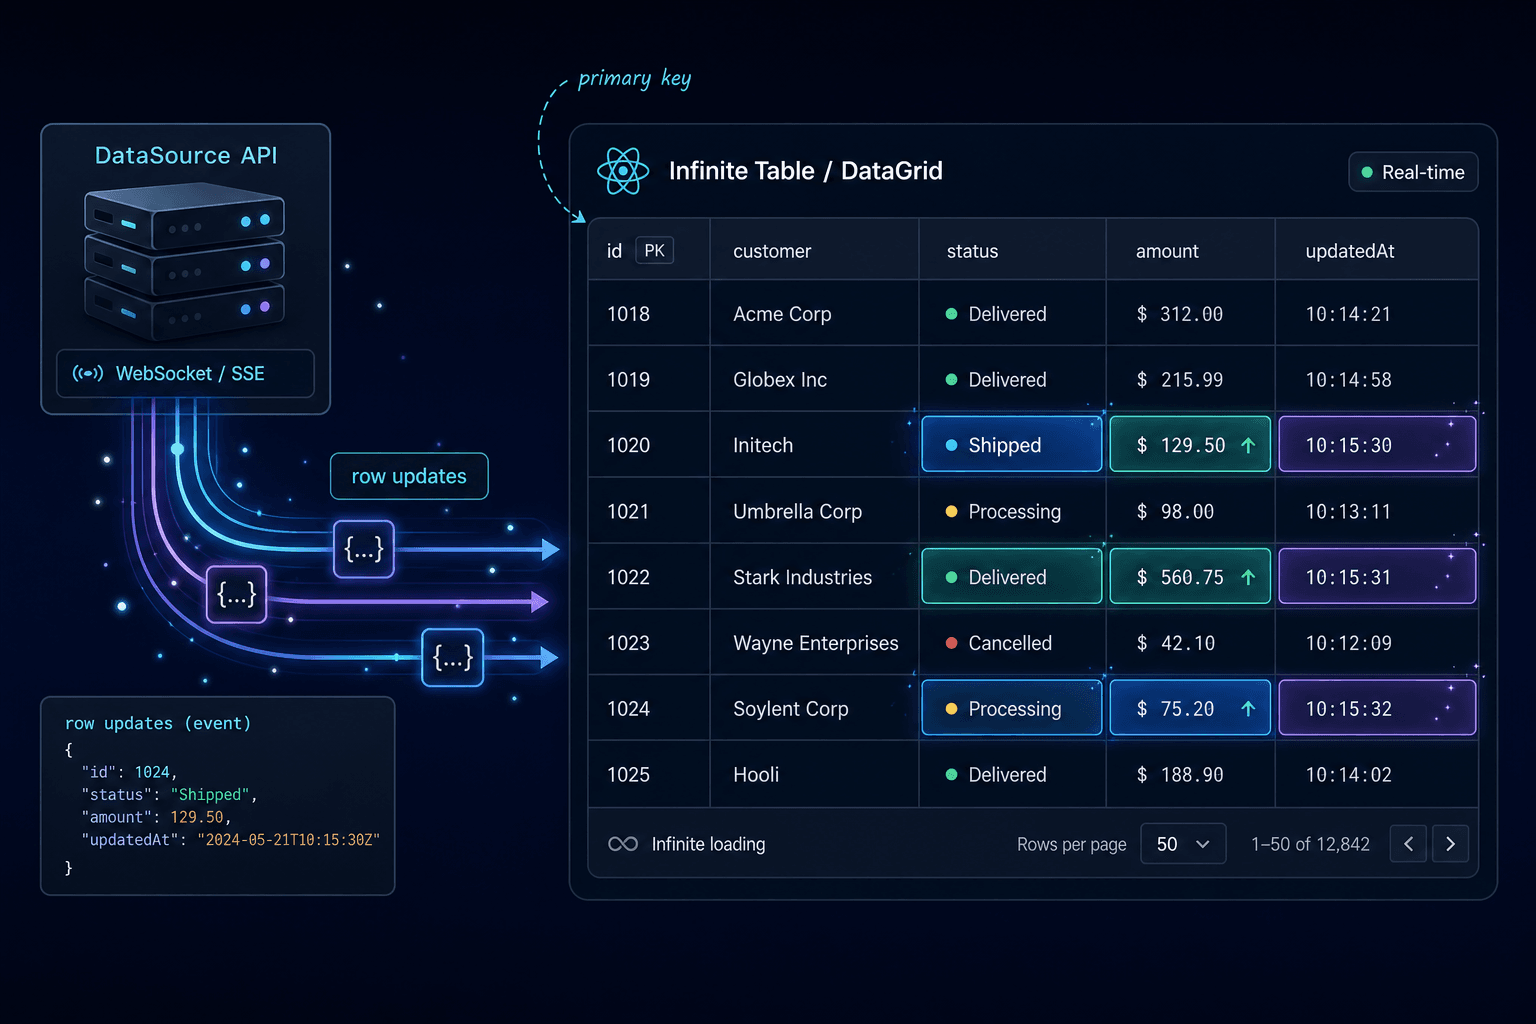 primary key
DataSource API
WebSocket / SSE
row updates
{...}
{...}
{...}
row updates (event)
{
"id": 1024,
"status": "Shipped",
"amount": 129.50,
"updatedAt": "2024-05-21T10:15:30Z"
}
Infinite Table / DataGrid
Real-time
id PK customer status amount updatedAt
1018 Acme Corp Delivered $ 312.00 10:14:21
1019 Globex Inc Delivered $ 215.99 10:14:58
1020 Initech Shipped $ 129.50 ↑ 10:15:30
1021 Umbrella Corp Processing $ 98.00 10:13:11
1022 Stark Industries Delivered $ 560.75 ↑ 10:15:31
1023 Wayne Enterprises Cancelled $ 42.10 10:12:09
1024 Soylent Corp Processing $ 75.20 ↑ 10:15:32
1025 Hooli Delivered $ 188.90 10:14:02
Infinite loading Rows per page 50 1–50 of 12,842